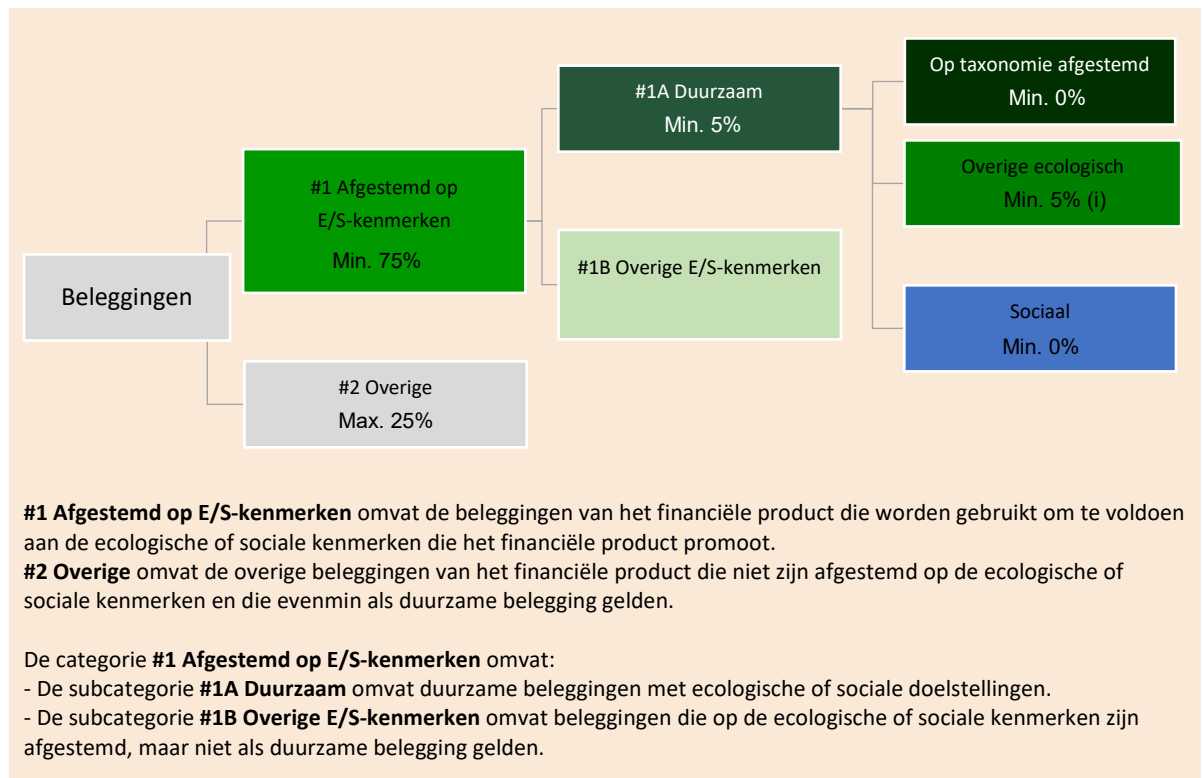 Beleggingen
#1 Afgestemd op
E/S-kenmerken
Min. 75%
#2 Overige
Max. 25%
#1A Duurzaam
Min. 5%
#1B Overige E/S-kenmerken
Op taxonomie afgestemd
Min. 0%
Overige ecologisch
Min. 5% (i)
Sociaal
Min. 0%
#1 Afgestemd op E/S-kenmerken omvat de beleggingen van het financiële product die worden gebruikt om te voldoen
aan de ecologische of sociale kenmerken die het financiële product promoot.
#2 Overige omvat de overige beleggingen van het financiële product die niet zijn afgestemd op de ecologische of
sociale kenmerken en die evenmin als duurzame belegging gelden.
De categorie #1 Afgestemd op E/S-kenmerken omvat:
- De subcategorie #1A Duurzaam omvat duurzame beleggingen met ecologische of sociale doelstellingen.
- De subcategorie #1B Overige E/S-kenmerken omvat beleggingen die op de ecologische of sociale kenmerken zijn
afgestemd, maar niet als duurzame belegging gelden.